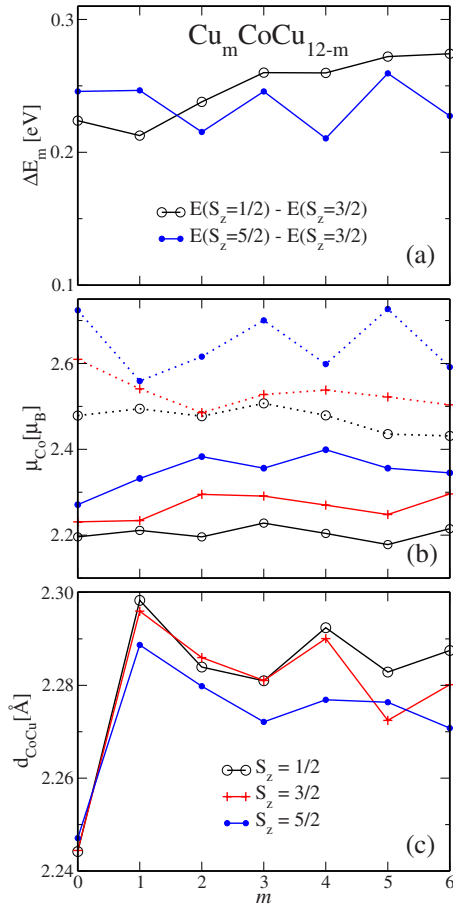 Cu_mCoCu_{12-m}
0.3
0.2
0.1
ΔE_m [eV]
E(S_z=1/2) - E(S_z=3/2)
E(S_z=5/2) - E(S_z=3/2)
(a)
2.6
2.4
2.2
μ_Co[μ_B]
(b)
2.30
2.28
2.26
2.24
d_CoCu[Å]
S_z = 1/2
S_z = 3/2
S_z = 5/2
(c)
0 1 2 3 4 5 6
m